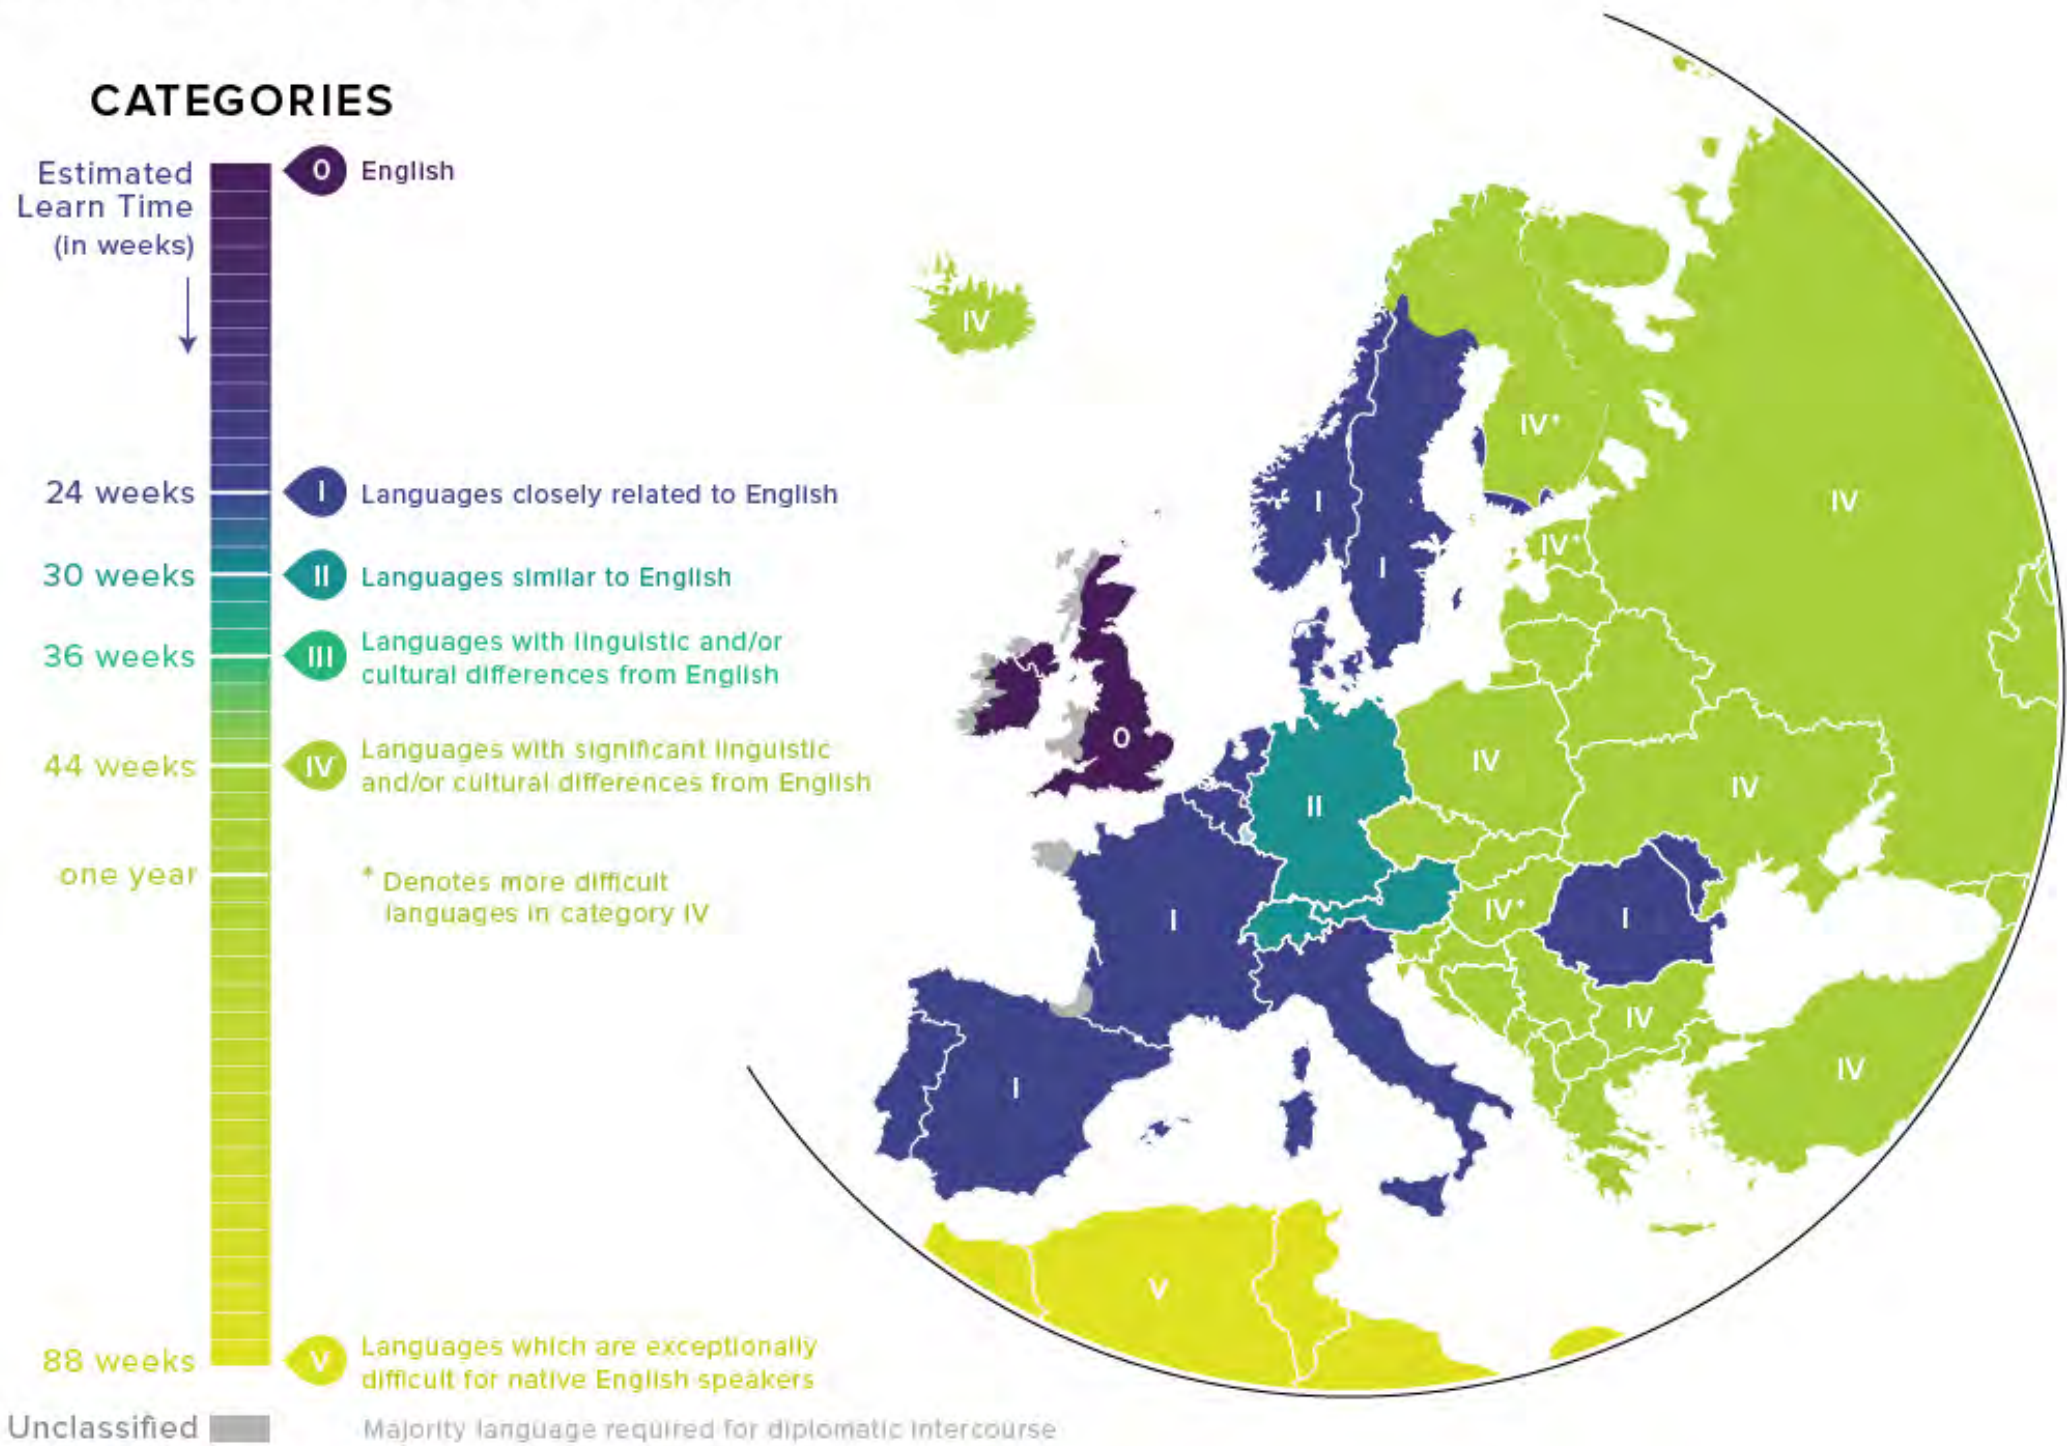 CATEGORIES
Estimated
Learn Time
(in weeks)
0 English
24 weeks
I Languages closely related to English
30 weeks
II Languages similar to English
36 weeks
III Languages with linguistic and/or
cultural differences from English
44 weeks
IV Languages with significant linguistic
and/or cultural differences from English
one year
* Denotes more difficult
languages in category IV
88 weeks
V Languages which are exceptionally
difficult for native English speakers
Unclassified
Majority language required for diplomatic intercourse
IV
IV*
IV
I
IV*
I
0
IV
IV
II
IV*
I
I
IV
I
IV
V